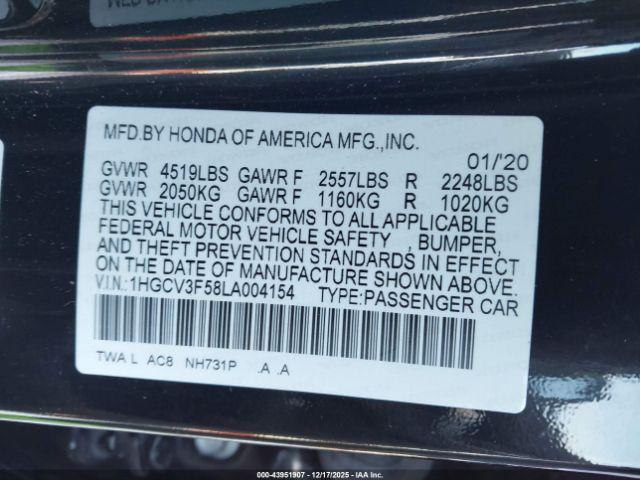 MFD.BY HONDA OF AMERICA MFG.,INC.
01/'20
GVWR 4519LBS GAWR F 2557LBS R 2248LBS
GVWR 2050KG GAWR F 1160KG R 1020KG
THIS VEHICLE CONFORMS TO ALL APPLICABLE
FEDERAL MOTOR VEHICLE SAFETY , BUMPER,
AND THEFT PREVENTION STANDARDS IN EFFECT
ON THE DATE OF MANUFACTURE SHOWN ABOVE.
V.I.N.:1HGCV3F58LA004154 TYPE:PASSENGER CAR
TWA L AC8 NH731P .A .A
000-43951907 - 12/17/2025 - IAA Inc.